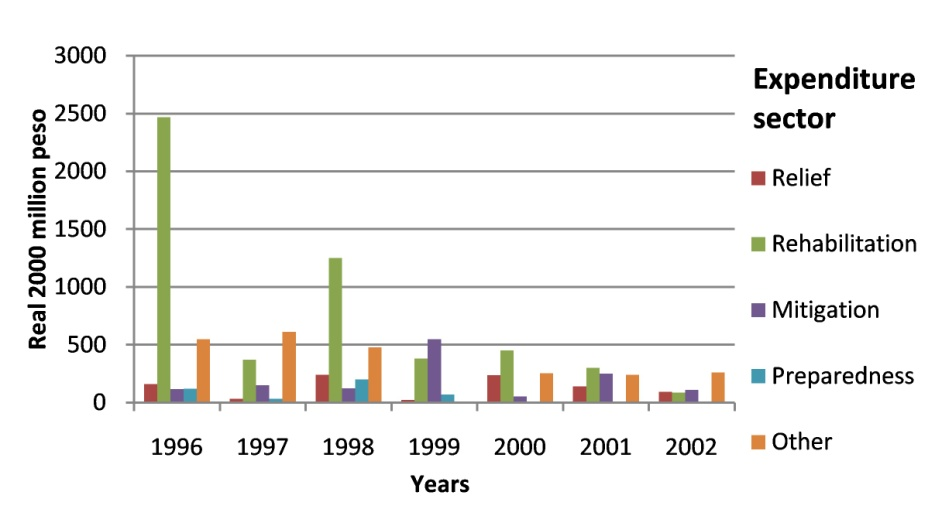 3000
2500
2000
1500
1000
500
0
Real 2000 million peso
1996 1997 1998 1999 2000 2001 2002
Years
Expenditure
sector
Relief
Rehabilitation
Mitigation
Preparedness
Other